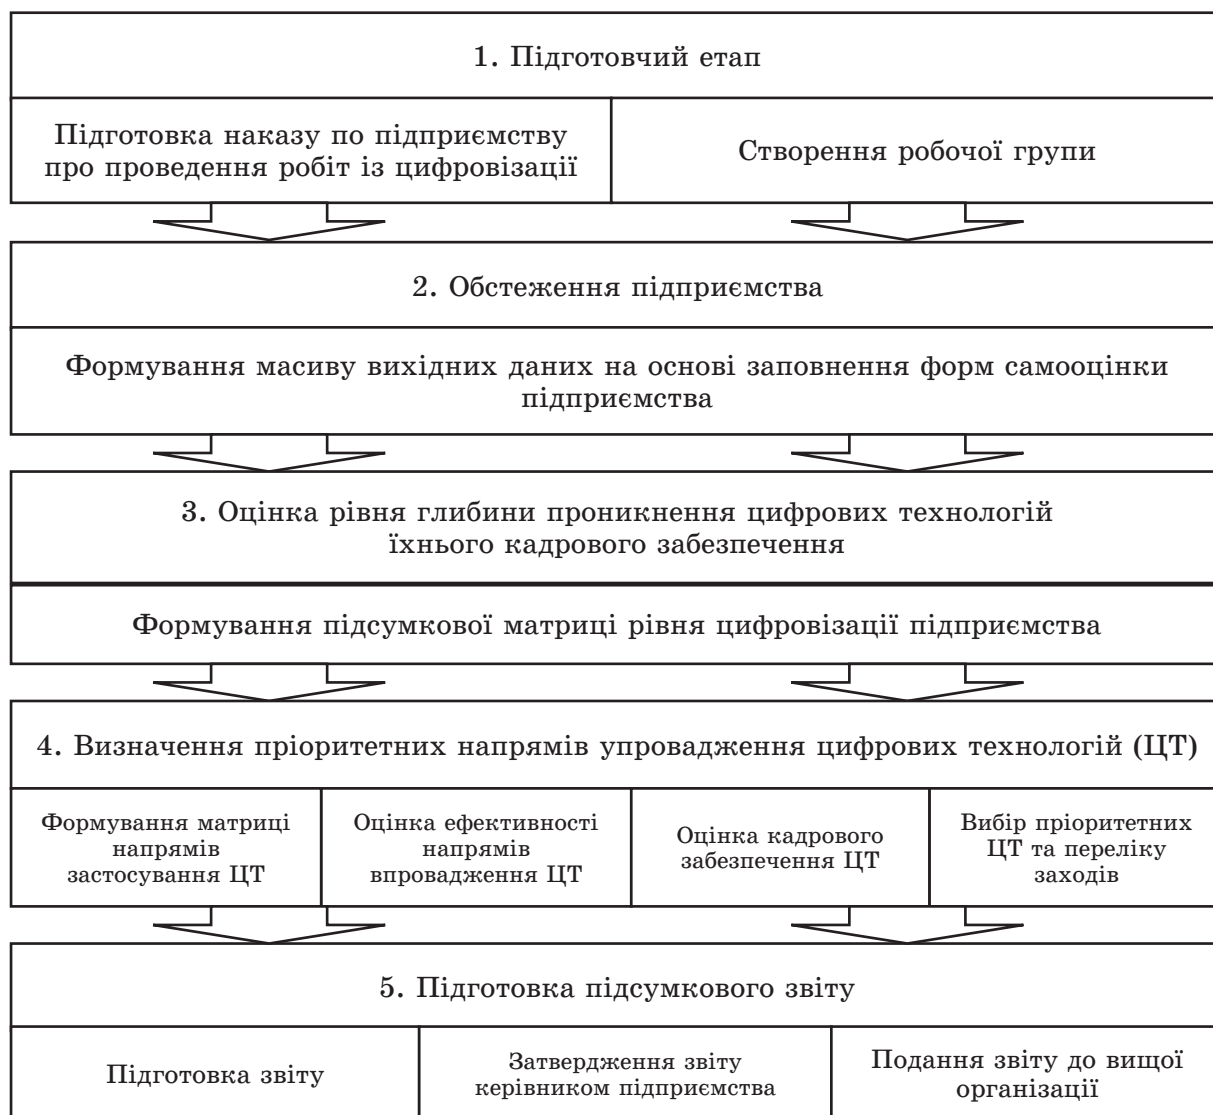 1. Підготовчий етап
Підготовка наказу по підприємству
про проведення робіт із цифровізації
Створення робочої групи
2. Обстеження підприємства
Формування масиву вихідних даних на основі заповнення форм самооцінки
підприємства
3. Оцінка рівня глибини проникнення цифрових технологій
їхнього кадрового забезпечення
Формування підсумкової матриці рівня цифровізації підприємства
4. Визначення пріоритетних напрямів упровадження цифрових технологій (ЦТ)
Формування матриці
напрямів
застосування ЦТ
Оцінка ефективності
напрямів
впровадження ЦТ
Оцінка кадрового
забезпечення ЦТ
Вибір пріоритетних
ЦТ та переліку
заходів
5. Підготовка підсумкового звіту
Підготовка звіту
Затвердження звіту
керівником підприємства
Подання звіту до вищої
організації